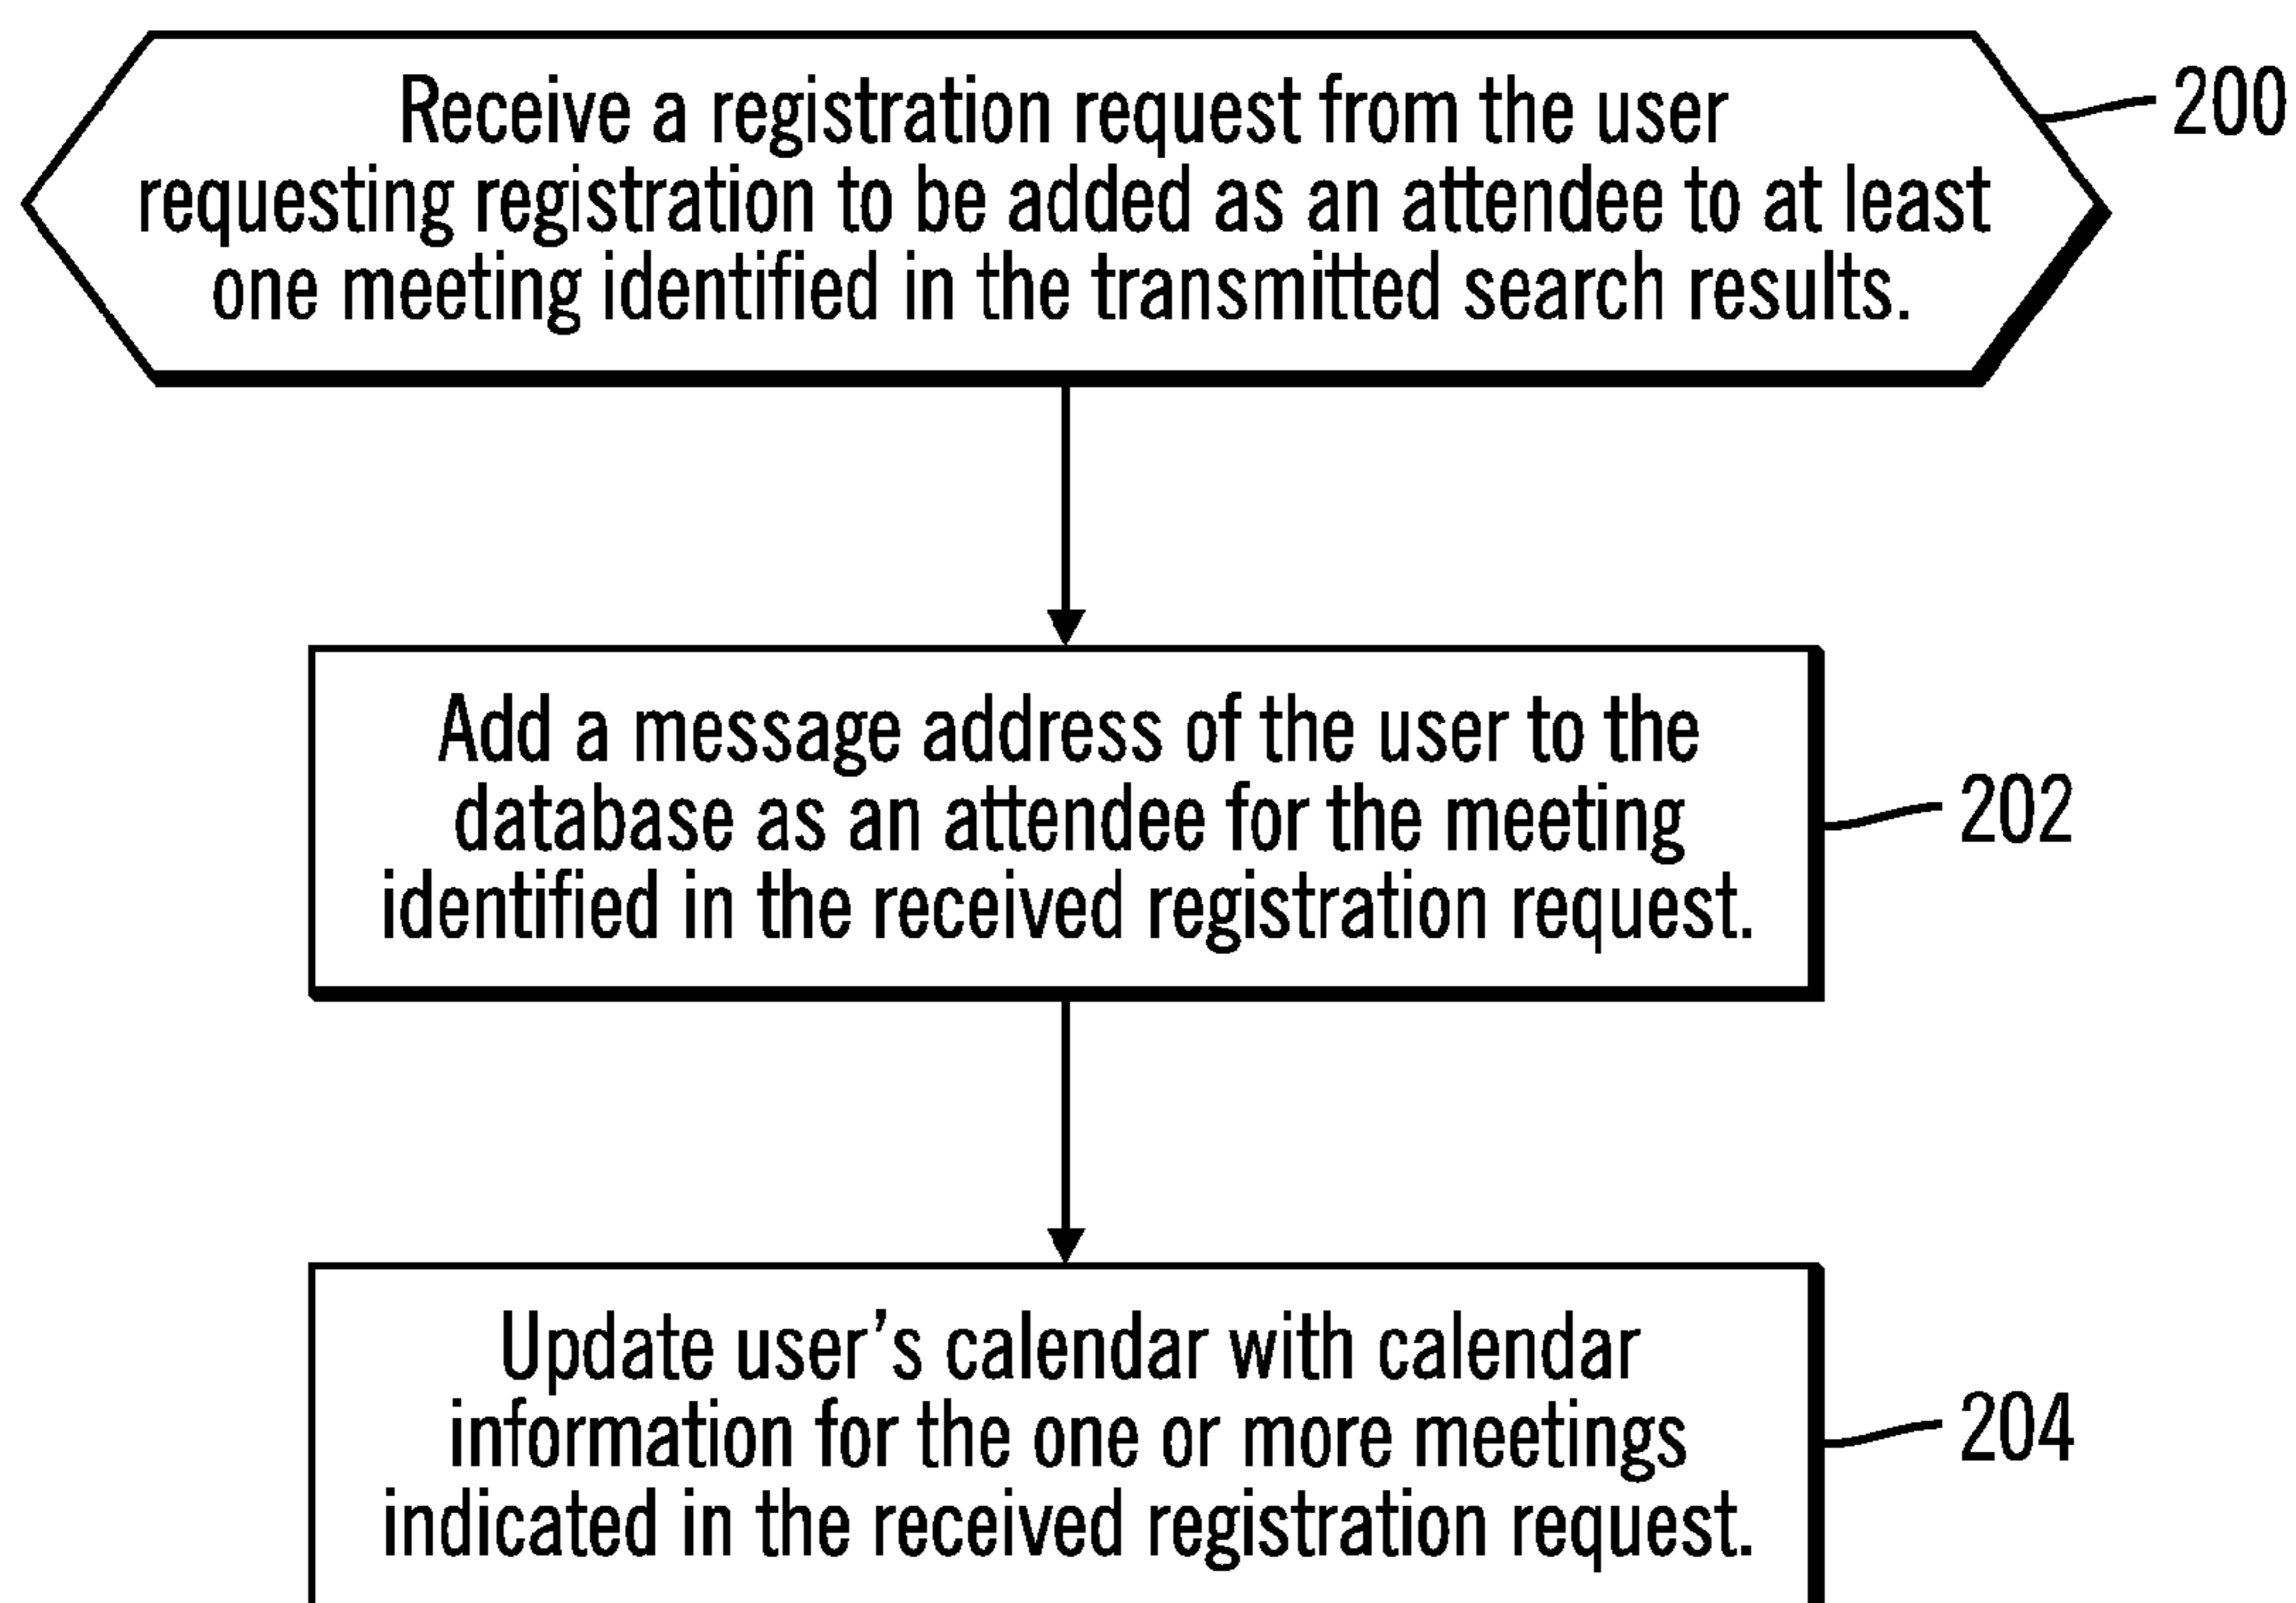 Receive a registration request from the user
requesting registration to be added as an attendee to at least
one meeting identified in the transmitted search results.
200
Add a message address of the user to the
database as an attendee for the meeting
identified in the received registration request.
202
Update user’s calendar with calendar
information for the one or more meetings
indicated in the received registration request.
204